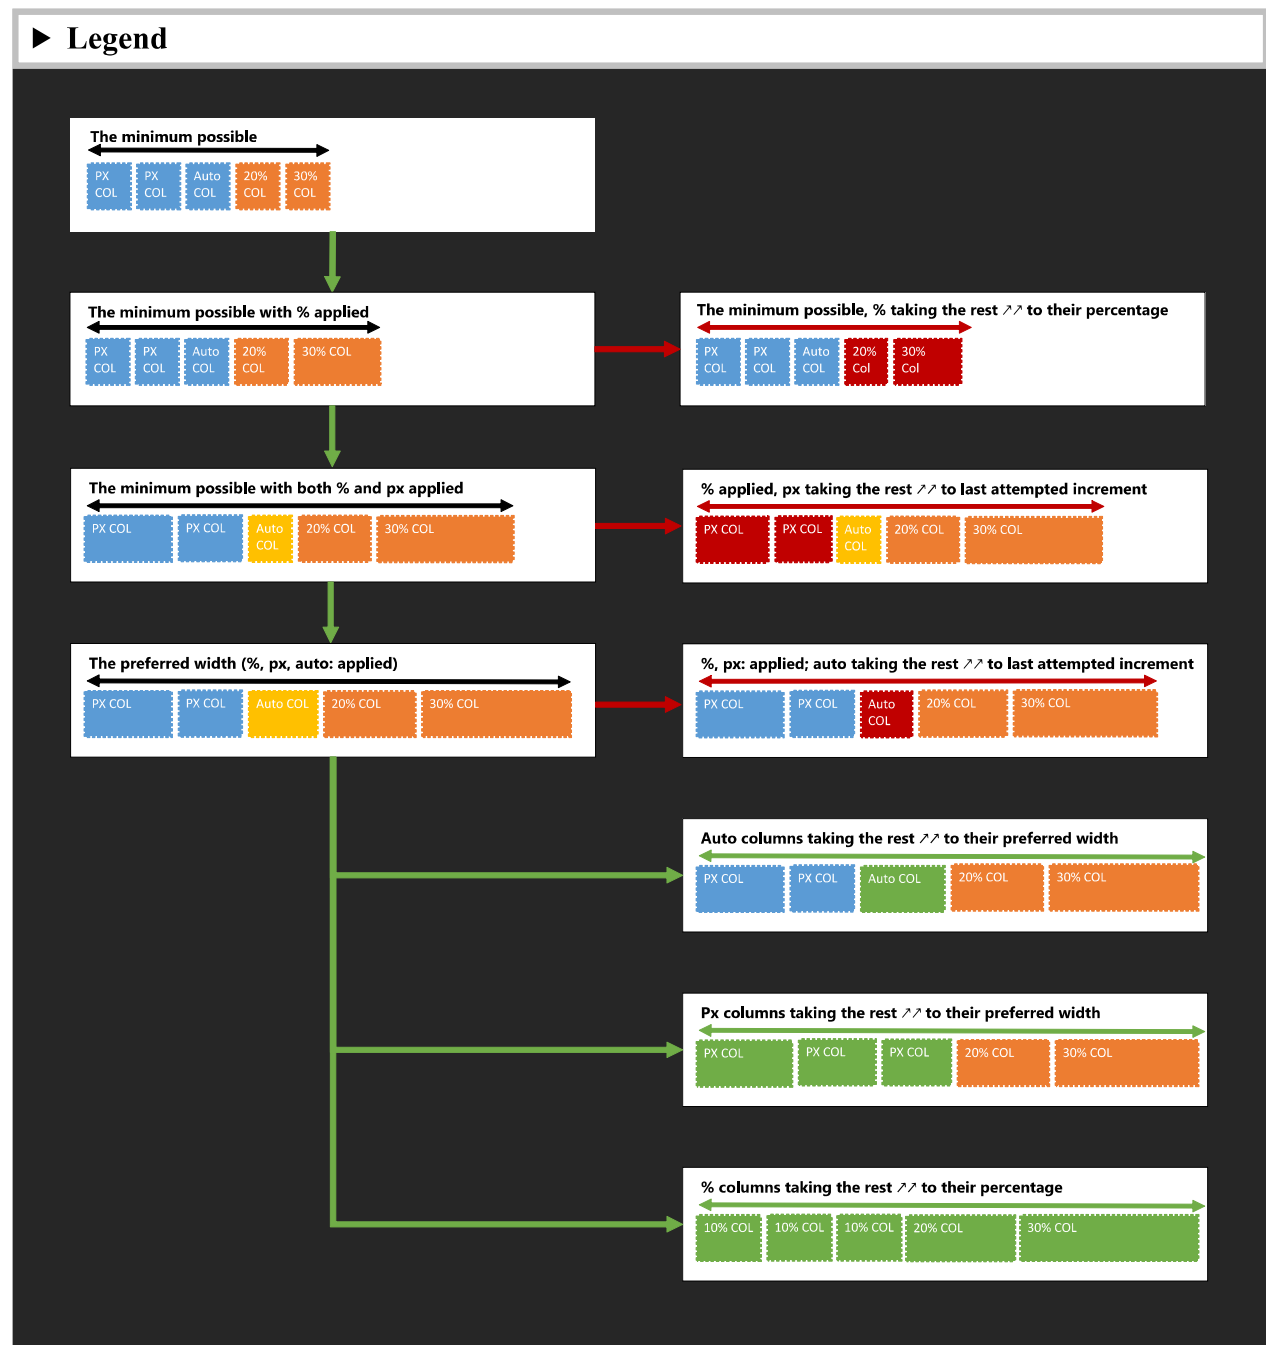 ▶ Legend
The minimum possible
PX COL
PX COL
Auto COL
20% COL
30% COL
The minimum possible with % applied
PX COL
PX COL
Auto COL
20% COL
30% COL
The minimum possible, % taking the rest ↗↗ to their percentage
PX COL
PX COL
Auto COL
20% Col
30% Col
The minimum possible with both % and px applied
PX COL
PX COL
Auto COL
20% COL
30% COL
% applied, px taking the rest ↗↗ to last attempted increment
PX COL
PX COL
Auto COL
20% COL
30% COL
The preferred width (%, px, auto: applied)
PX COL
PX COL
Auto COL
20% COL
30% COL
%, px: applied; auto taking the rest ↗↗ to last attempted increment
PX COL
PX COL
Auto COL
20% COL
30% COL
Auto columns taking the rest ↗↗ to their preferred width
PX COL
PX COL
Auto COL
20% COL
30% COL
Px columns taking the rest ↗↗ to their preferred width
PX COL
PX COL
PX COL
20% COL
30% COL
% columns taking the rest ↗↗ to their percentage
10% COL
10% COL
10% COL
20% COL
30% COL